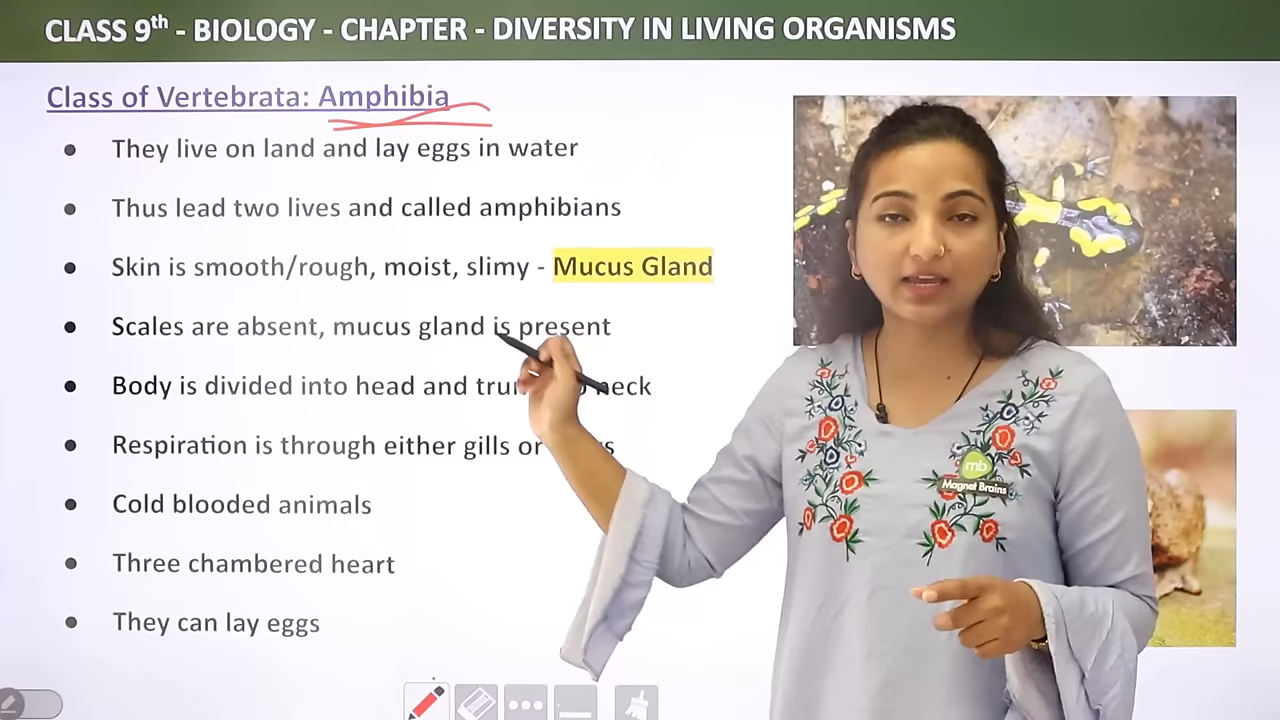 CLASS 9th - BIOLOGY - CHAPTER - DIVERSITY IN LIVING ORGANISMS
Class of Vertebrata: Amphibia
They live on land and lay eggs in water
Thus lead two lives and called amphibians
Skin is smooth/rough, moist, slimy - Mucus Gland
Scales are absent, mucus gland is present
Body is divided into head and neck
Respiration is through either gills or
Cold blooded animals
Three chambered heart
They can lay eggs
mb
Magnet Brains